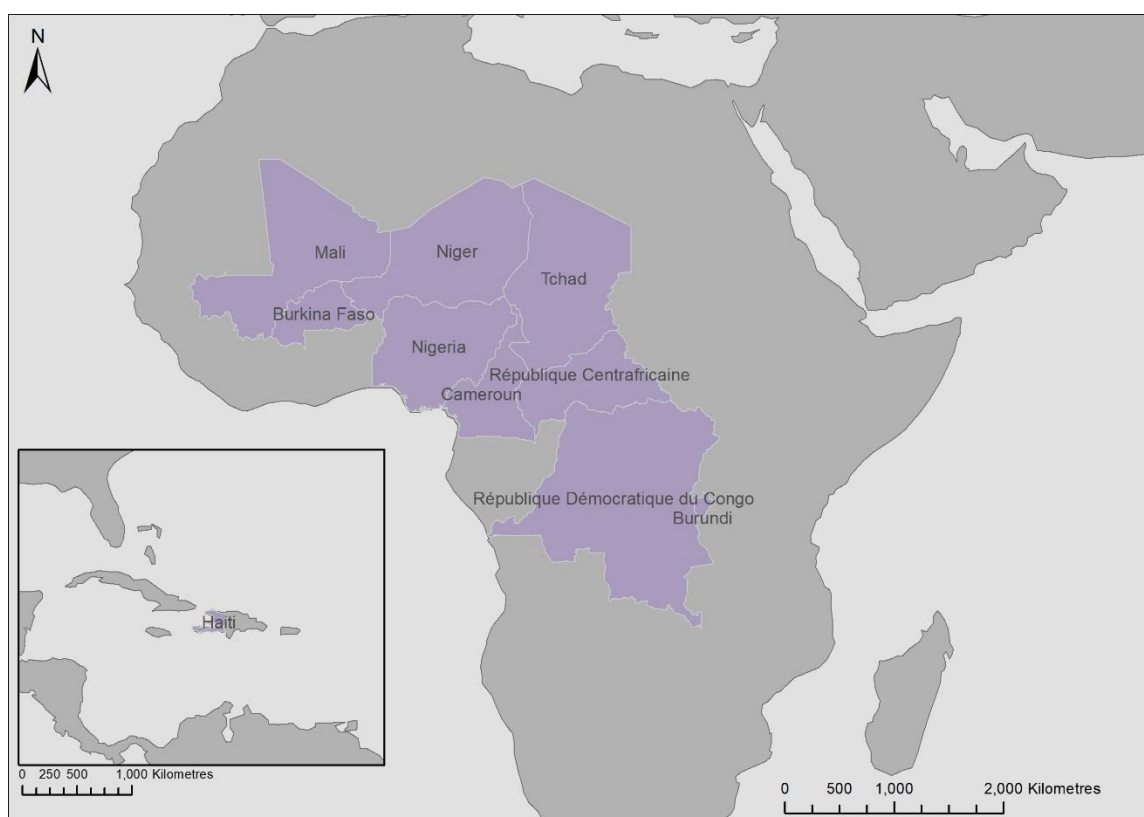 N
Mali
Niger
Tchad
Burkina Faso
Nigeria
République Centrafricaine
Cameroun
République Démocratique du Congo
Burundi
Haiti
0 250 500 1,000 Kilometres
0 500 1,000 2,000 Kilometres